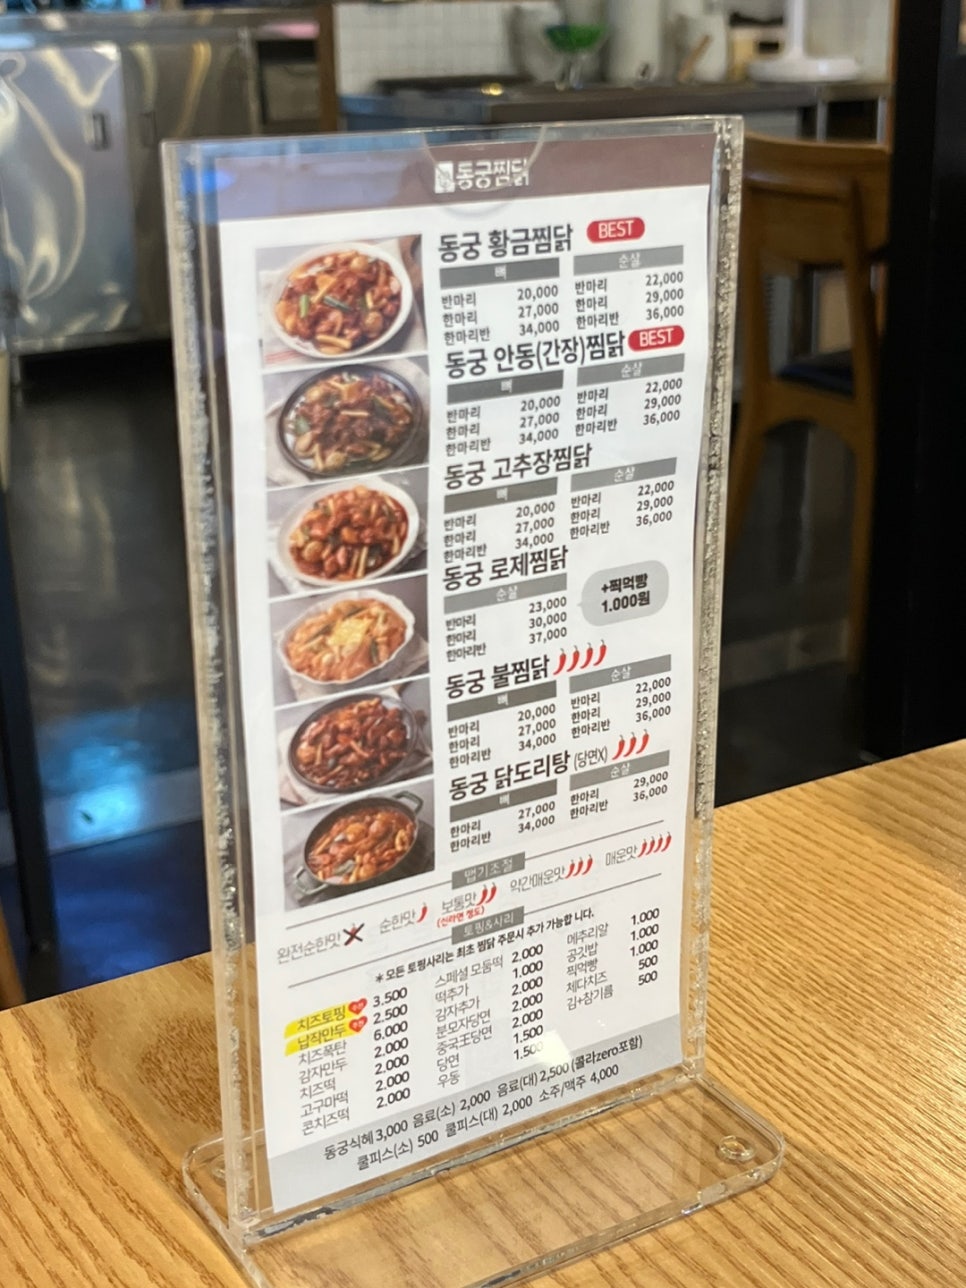 동궁찜닭
동궁 황금찜닭 BEST
뼈 순살
반마리 20,000 반마리 22,000
한마리 27,000 한마리 29,000
한마리반 34,000 한마리반 36,000
동궁 안동(간장)찜닭 BEST
뼈 순살
반마리 20,000 반마리 22,000
한마리 27,000 한마리 29,000
한마리반 34,000 한마리반 36,000
동궁 고추장찜닭
뼈 순살
반마리 20,000 반마리 22,000
한마리 27,000 한마리 29,000
한마리반 34,000 한마리반 36,000
동궁 로제찜닭
순살
반마리 23,000
한마리 30,000
한마리반 37,000
+찍먹빵
1.000원
동궁 불찜닭
뼈 순살
반마리 20,000 반마리 22,000
한마리 27,000 한마리 29,000
한마리반 34,000 한마리반 36,000
동궁 닭도리탕 (당면X)
뼈 순살
한마리 27,000 한마리 29,000
한마리반 34,000 한마리반 36,000
맵기조절
완전순한맛 순한맛 보통맛 약간매운맛 매운맛
(신라면 정도)
토핑&사리
*모든 토핑사리는 최초 찜닭 주문시 추가 가능합 니다.
치즈토핑 추천 3.500
납작만두 추천 2.500
치즈폭탄 6,000
감자만두 2.000
치즈떡 2.000
고구마떡 2.000
콘치즈떡 2.000
스페셜 모둠떡 2.000
떡추가 1.000
감자추가 2.000
분모자당면 2.000
중국王당면 2.000
당면 1.500
우동 1.500
메추리알 1.000
공깃밥 1.000
찍먹빵 1.000
체다치즈 500
김+참기름 500
동궁식혜 3,000 음료(소) 2,000 음료(대) 2,500 (콜라zero포함)
쿨피스(소) 500 쿨피스(대) 2,000 소주/맥주 4,000